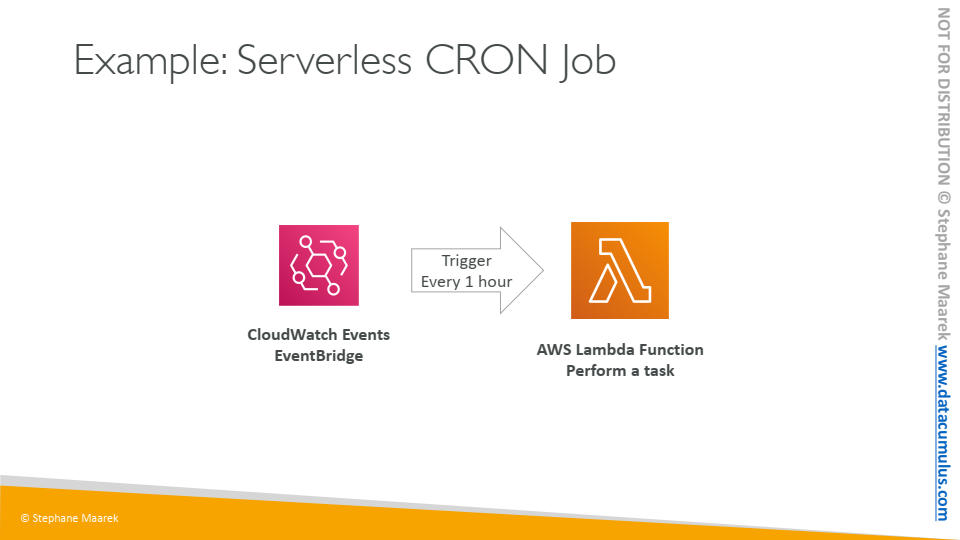 Example: Serverless CRON Job
Trigger
Every 1 hour
CloudWatch Events
EventBridge
AWS Lambda Function
Perform a task
© Stephane Maarek
NOT FOR DISTRIBUTION © Stephane Maarek www.datacumulus.com